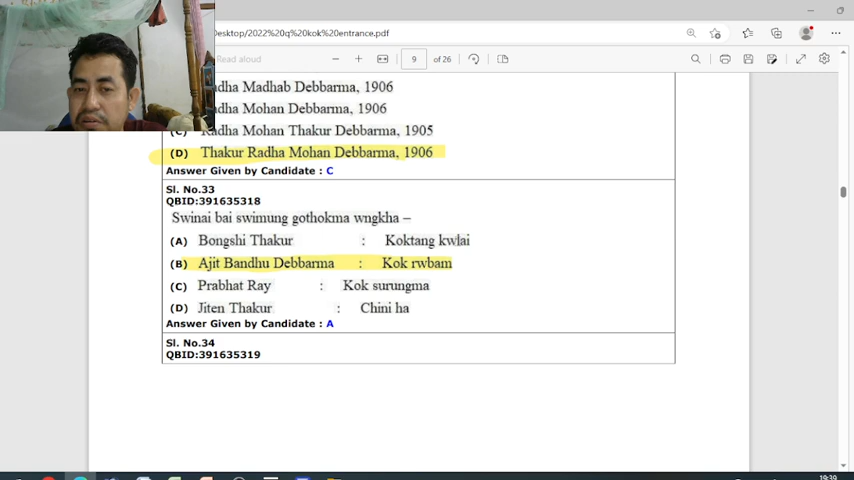 Desktop/2022%20q%20kok%20entrance.pdf
Read aloud
9 of 26
Radha Madhab Debbarma, 1906
Radha Mohan Debbarma, 1906
(C) Radha Mohan Thakur Debbarma, 1905
(D) Thakur Radha Mohan Debbarma, 1906
Answer Given by Candidate : C
Sl. No.33
QBID:391635318
Swinai bai swimung gothokma wngkha –
(A) Bongshi Thakur : Koktang kwlai
(B) Ajit Bandhu Debbarma : Kok rwbam
(C) Prabhat Ray : Kok surungma
(D) Jiten Thakur : Chini ha
Answer Given by Candidate : A
Sl. No.34
QBID:391635319
19:39